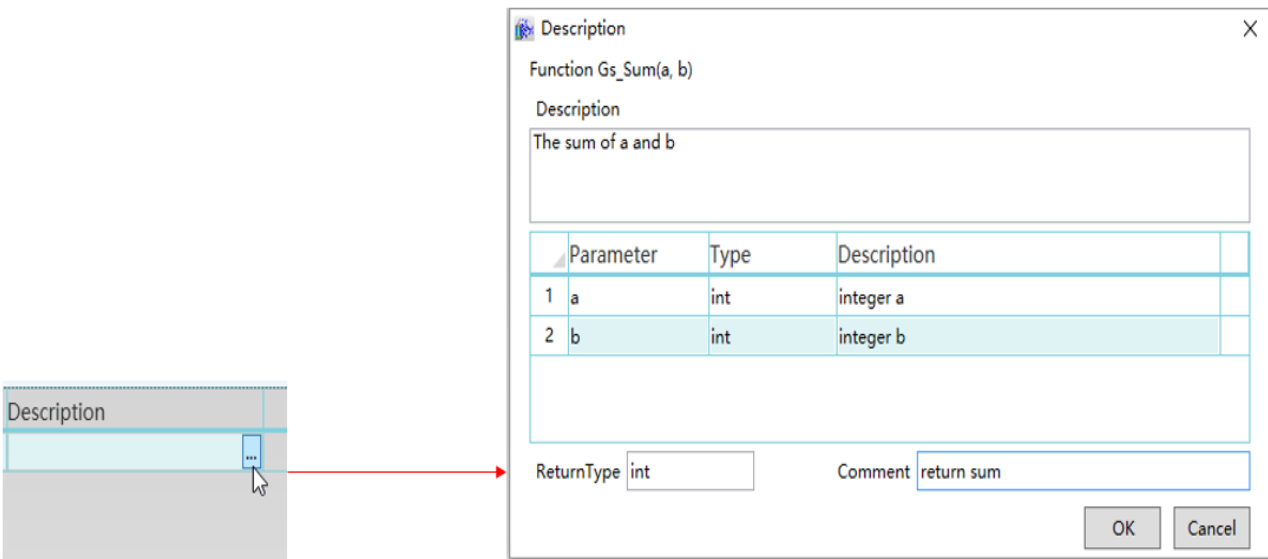 Description
...
Description
Function Gs_Sum(a, b)
Description
The sum of a and b
Parameter Type Description
1 a int integer a
2 b int integer b
ReturnType int Comment return sum
OK Cancel